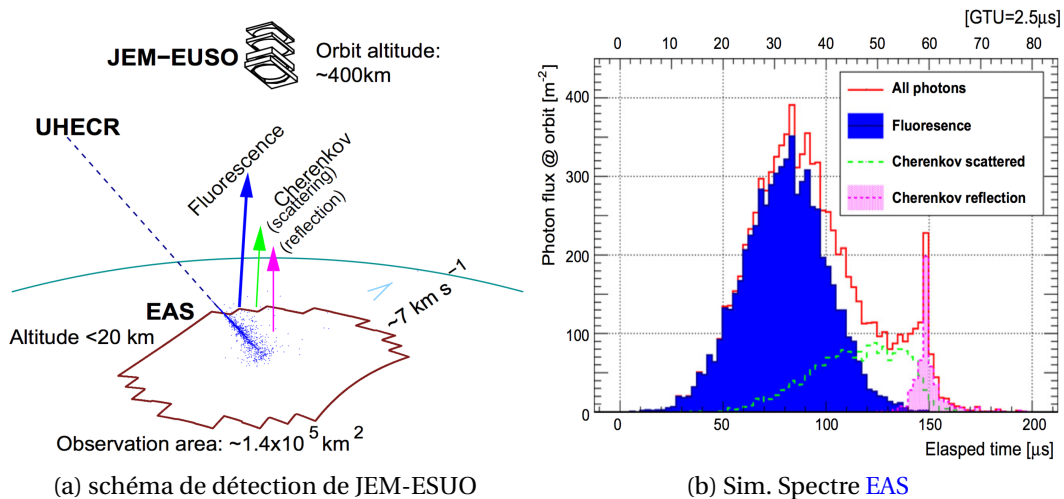 JEM−EUSO
Orbit altitude:
~400km
UHECR
Fluorescence
Cherenkov
(scattering)
(reflection)
~7 km s−1
EAS
Altitude <20 km
Observation area: ~1.4x10 5 km2
(a) schéma de détection de JEM-ESUO
[GTU=2.5μs]
0 10 20 30 40 50 60 70 80
Photon flux @ orbit [m-2]
400
300
200
100
0
All photons
Fluoresence
Cherenkov scattered
Cherenkov reflection
0 50 100 150 200
Elasped time [μs]
(b) Sim. Spectre EAS